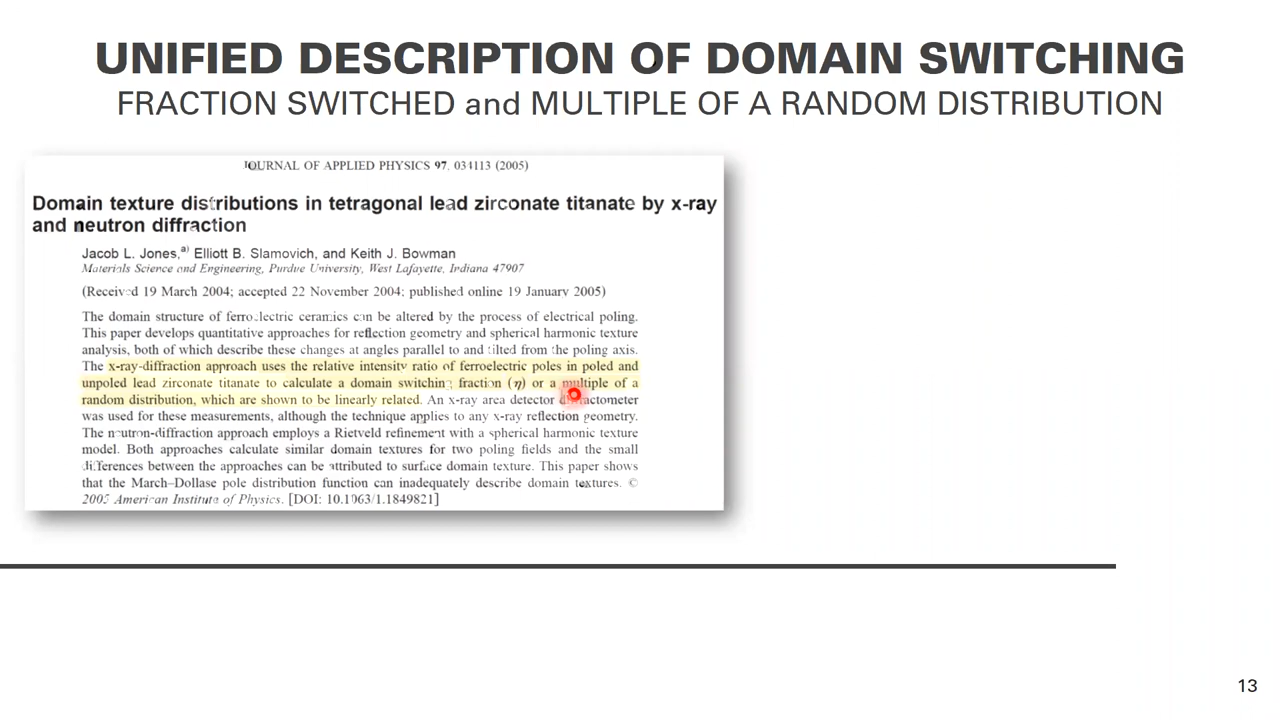 UNIFIED DESCRIPTION OF DOMAIN SWITCHING
FRACTION SWITCHED and MULTIPLE OF A RANDOM DISTRIBUTION
JOURNAL OF APPLIED PHYSICS 97, 034113 (2005)
Domain texture distributions in tetragonal lead zirconate titanate by x-ray
and neutron diffraction
Jacob L. Jones,a) Elliott B. Slamovich, and Keith J. Bowman
Materials Science and Engineering, Purdue University, West Lafayette, Indiana 47907
(Received 19 March 2004; accepted 22 November 2004; published online 19 January 2005)
The domain structure of ferroelectric ceramics can be altered by the process of electrical poling.
This paper develops quantitative approaches for reflection geometry and spherical harmonic texture
analysis, both of which describe these changes at angles parallel to and tilted from the poling axis.
The x-ray-diffraction approach uses the relative intensity ratio of ferroelectric poles in poled and
unpoled lead zirconate titanate to calculate a domain switching fraction (η) or a multiple of a
random distribution, which are shown to be linearly related. An x-ray area detector diffractometer
was used for these measurements, although the technique applies to any x-ray reflection geometry.
The neutron-diffraction approach employs a Rietveld refinement with a spherical harmonic texture
model. Both approaches calculate similar domain textures for two poling fields and the small
differences between the approaches can be attributed to surface domain texture. This paper shows
that the March–Dollase pole distribution function can inadequately describe domain textures. ©
2005 American Institute of Physics. [DOI: 10.1063/1.1849821]
13